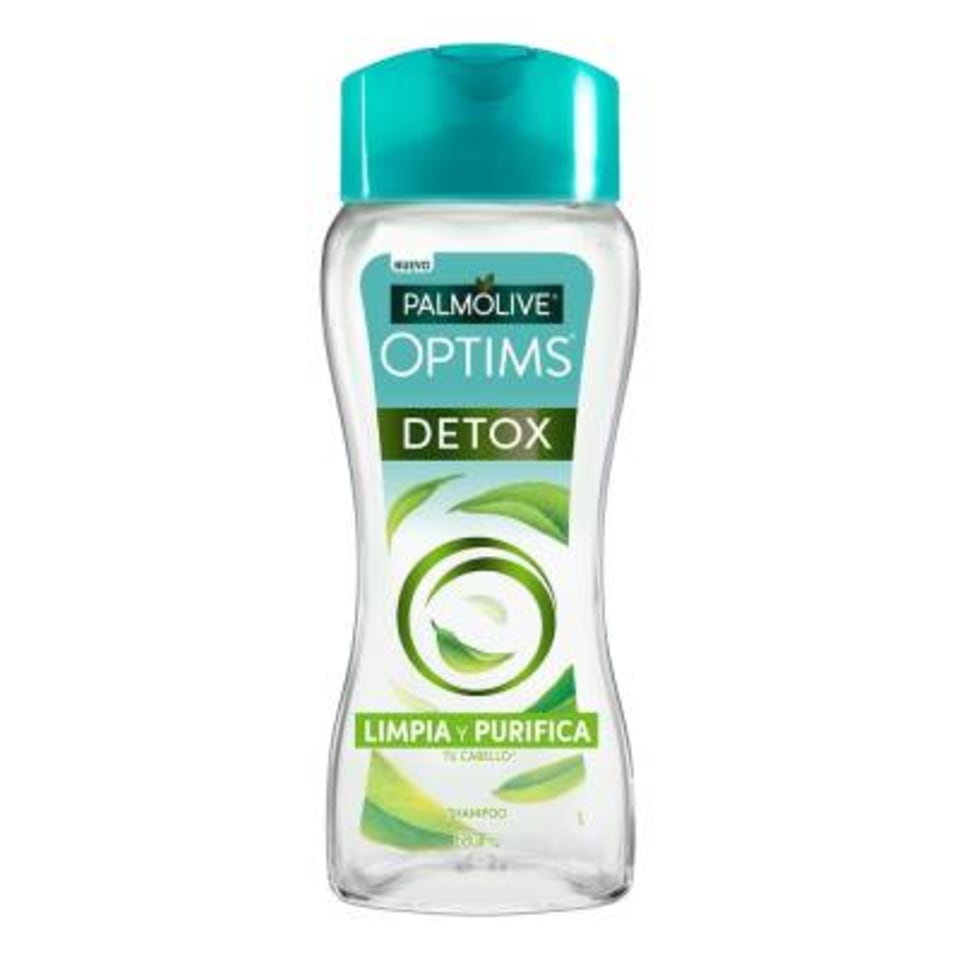 NUEVO
PALMOLIVE®
OPTIMS
DETOX
LIMPIA Y PURIFICA
TU CABELLO*
SHAMPOO